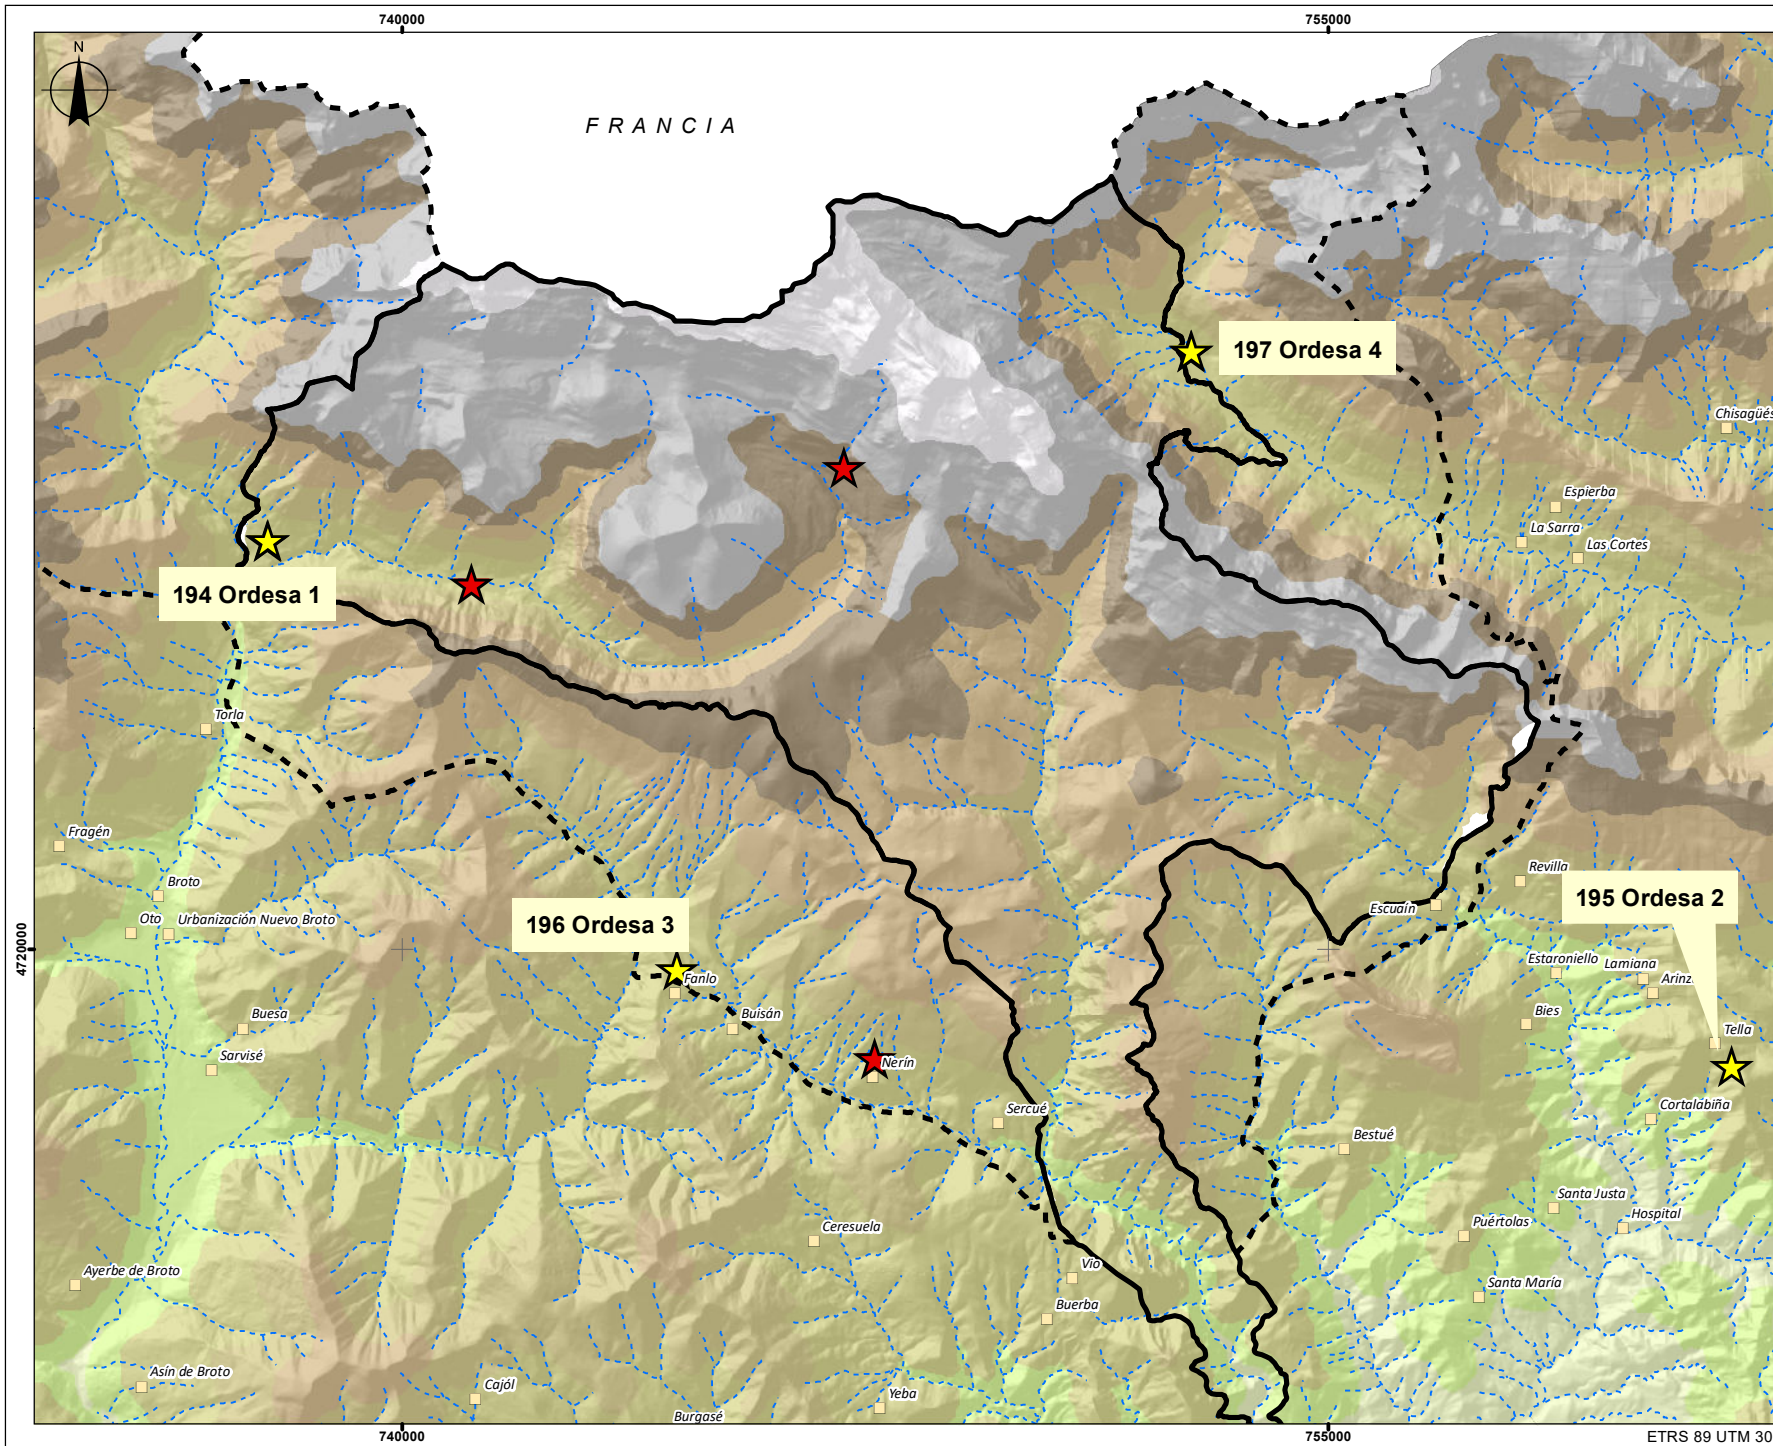 740000
755000
N
FRANCIA
197 Ordesa 4
Chisagüés
Espierba
La Sarra
Las Cortes
194 Ordesa 1
Torla
Fragén
Broto
Oto
Urbanización Nuevo Broto
196 Ordesa 3
Revilla
Escuaín
195 Ordesa 2
4720000
Fanlo
Estaroniello
Lamiana
Arinz
Buesa
Buisán
Bies
Tella
Sarvisé
Nerín
Sercué
Cortalabiña
Bestué
Santa Justa
Puértolas
Hospital
Ceresuela
Ayerbe de Broto
Vio
Santa María
Buerba
Asín de Broto
Cajól
Yeba
Burgasé
740000
755000
ETRS 89 UTM 30